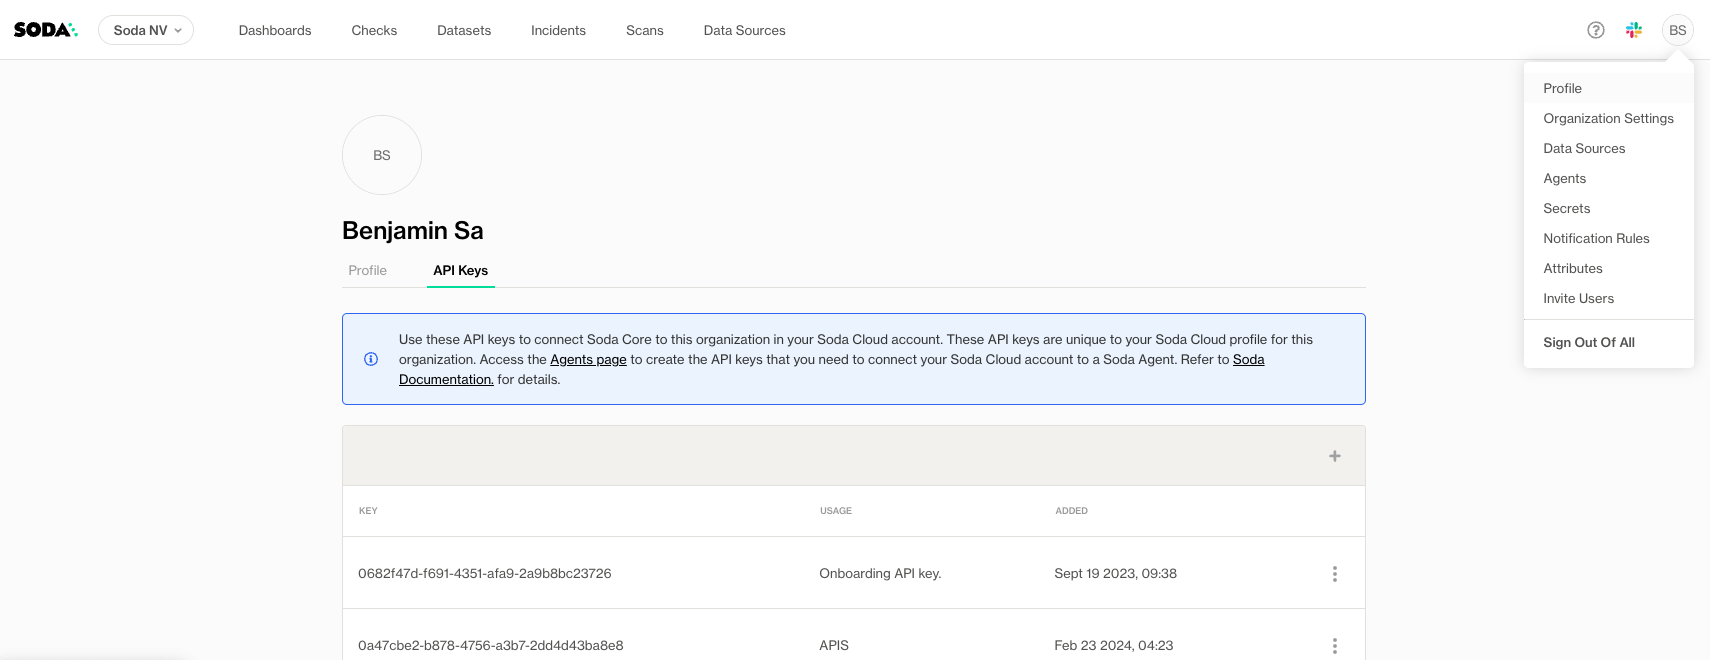 SODA
Soda NV
Dashboards
Checks
Datasets
Incidents
Scans
Data Sources
?
BS
Profile
Organization Settings
Data Sources
Agents
Secrets
Notification Rules
Attributes
Invite Users
Sign Out Of All
BS
Benjamin Sa
Profile
API Keys
Use these API keys to connect Soda Core to this organization in your Soda Cloud account. These API keys are unique to your Soda Cloud profile for this
organization. Access the Agents page to create the API keys that you need to connect your Soda Cloud account to a Soda Agent. Refer to Soda
Documentation. for details.
KEY USAGE ADDED
0682f47d-f691-4351-afa9-2a9b8bc23726 Onboarding API key. Sept 19 2023, 09:38
0a47cbe2-b878-4756-a3b7-2dd4d43ba8e8 APIS Feb 23 2024, 04:23